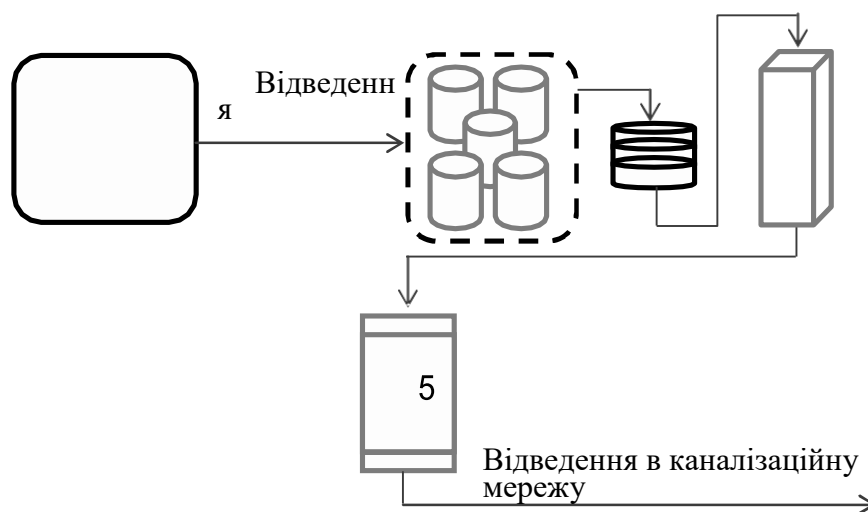 Відведенн
я
5
Відведення в каналізаційну
мережу